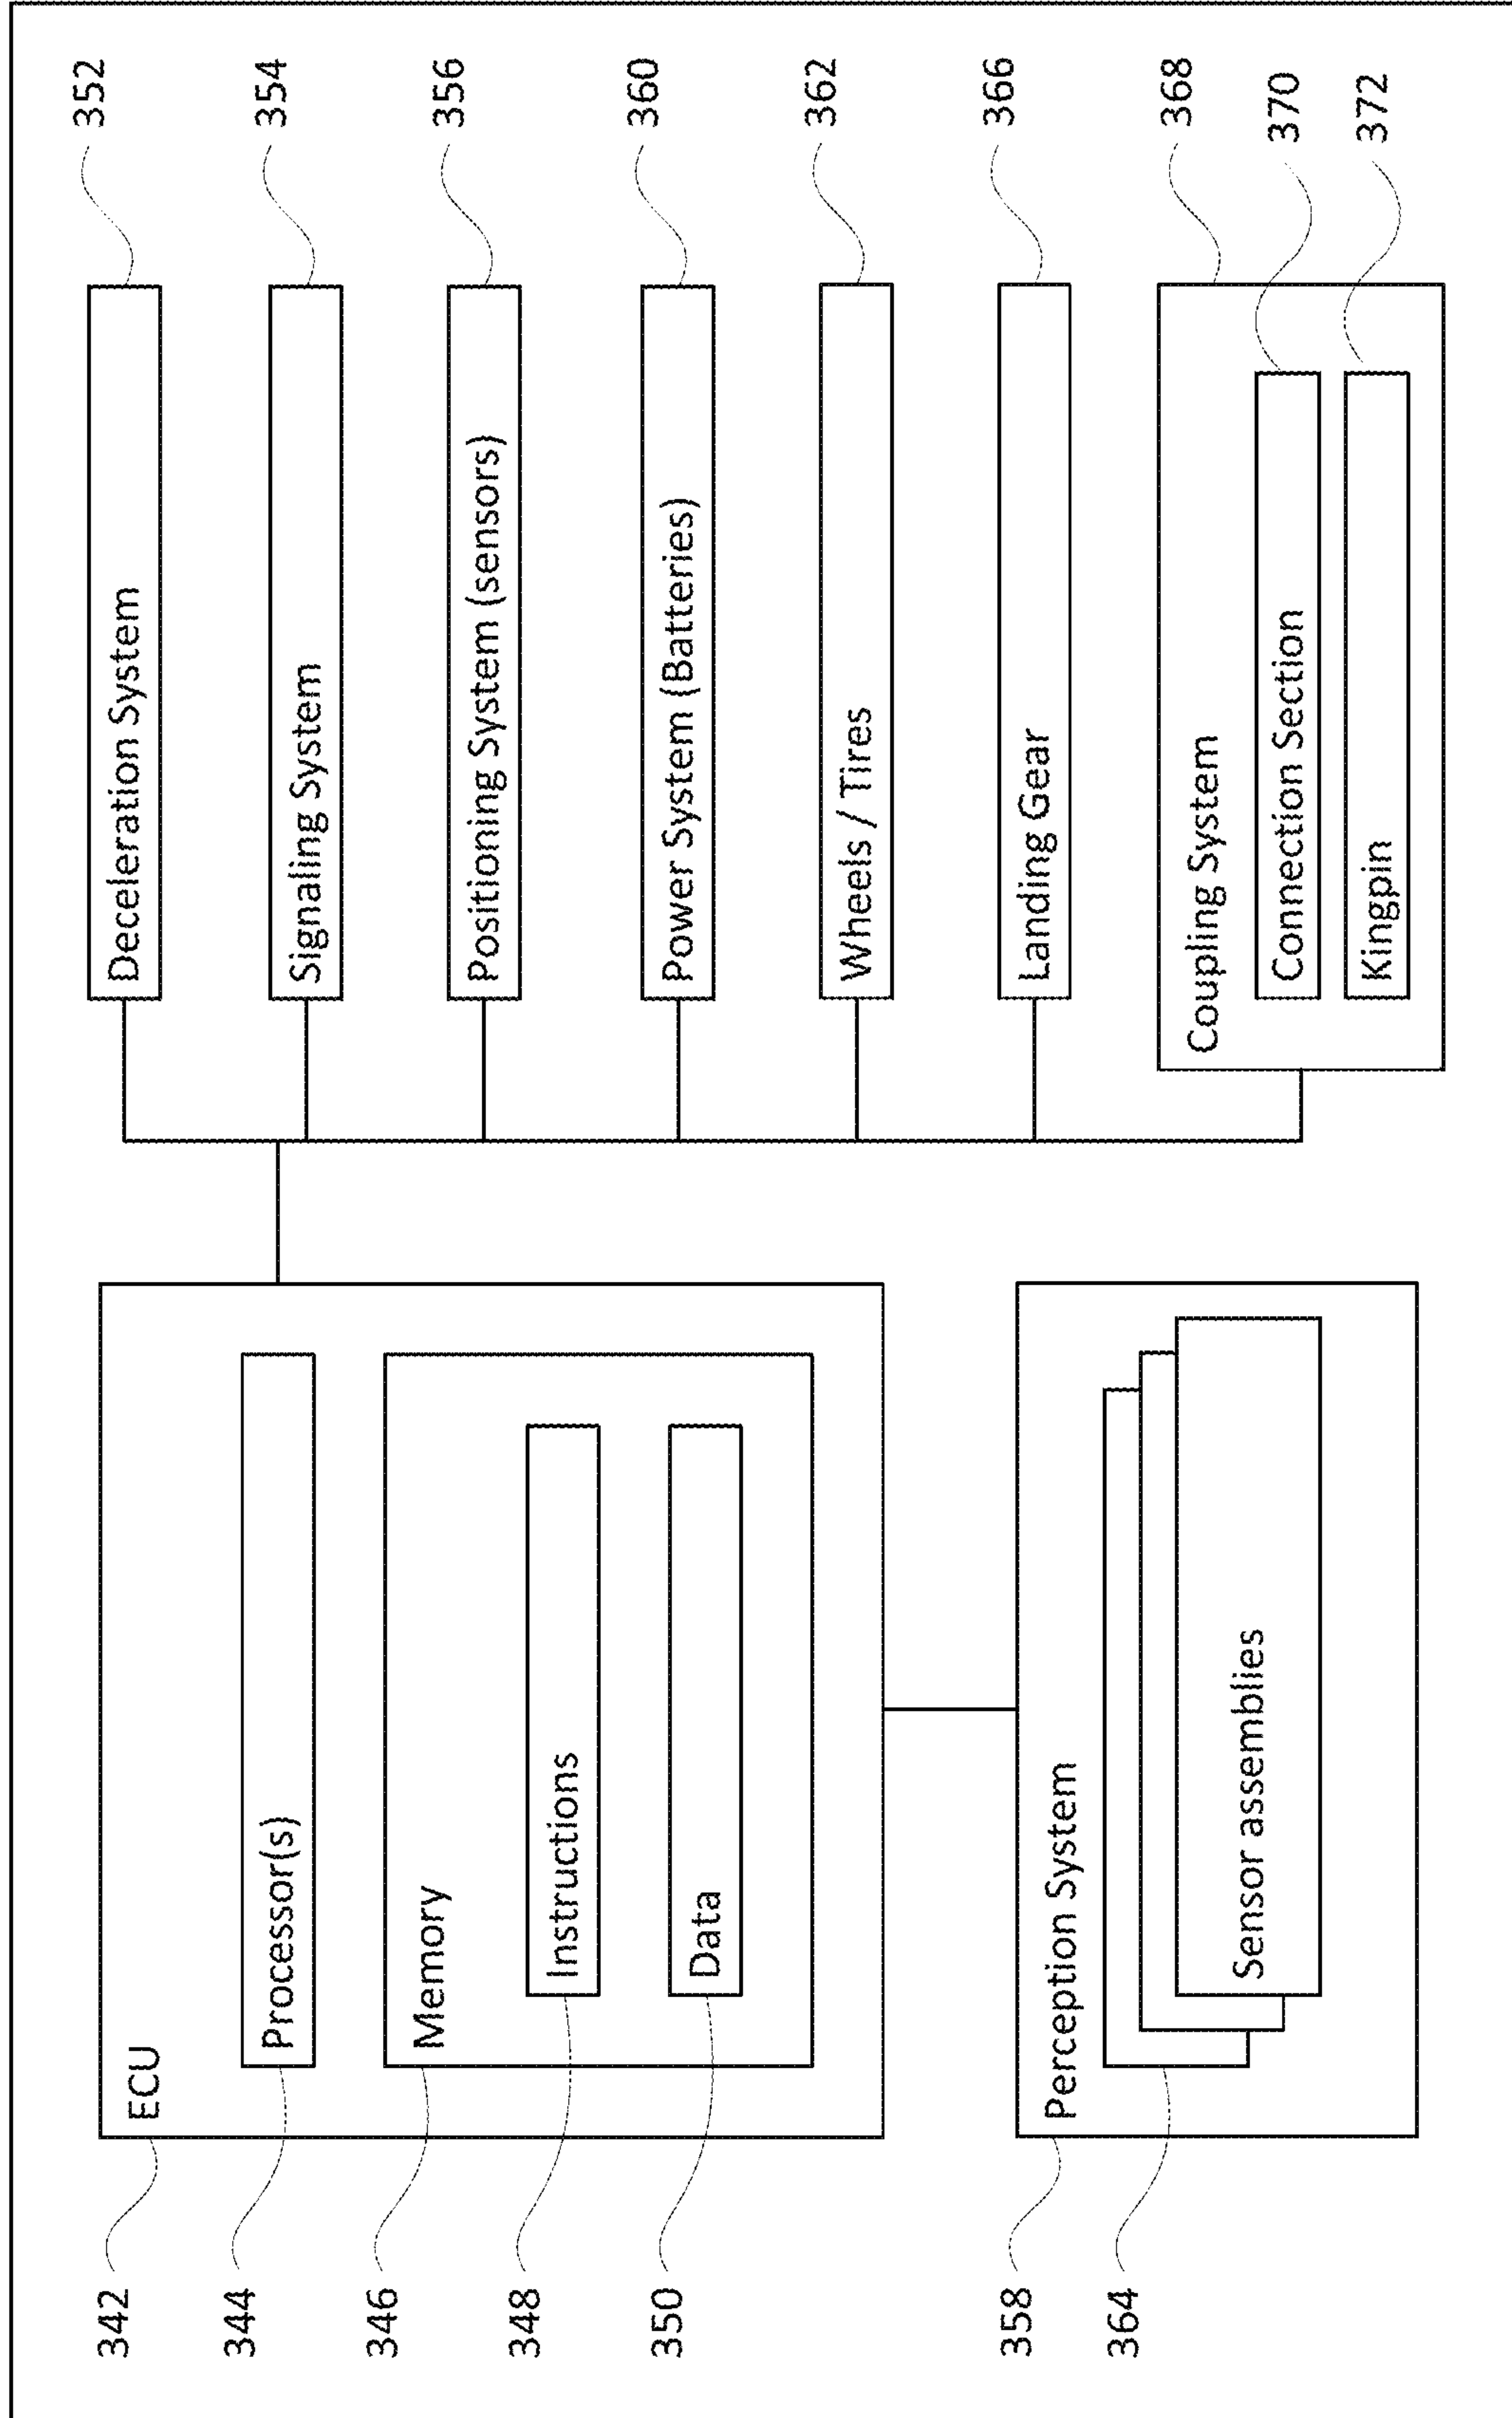 342
ECU
344
Processor(s)
346
Memory
348
Instructions
350
Data
358
Perception System
364
Sensor assemblies
Deceleration System
352
Signaling System
354
Positioning System (sensors)
356
Power System (Batteries)
360
Wheels / Tires
362
Landing Gear
366
Coupling System
368
Connection Section
370
Kingpin
372